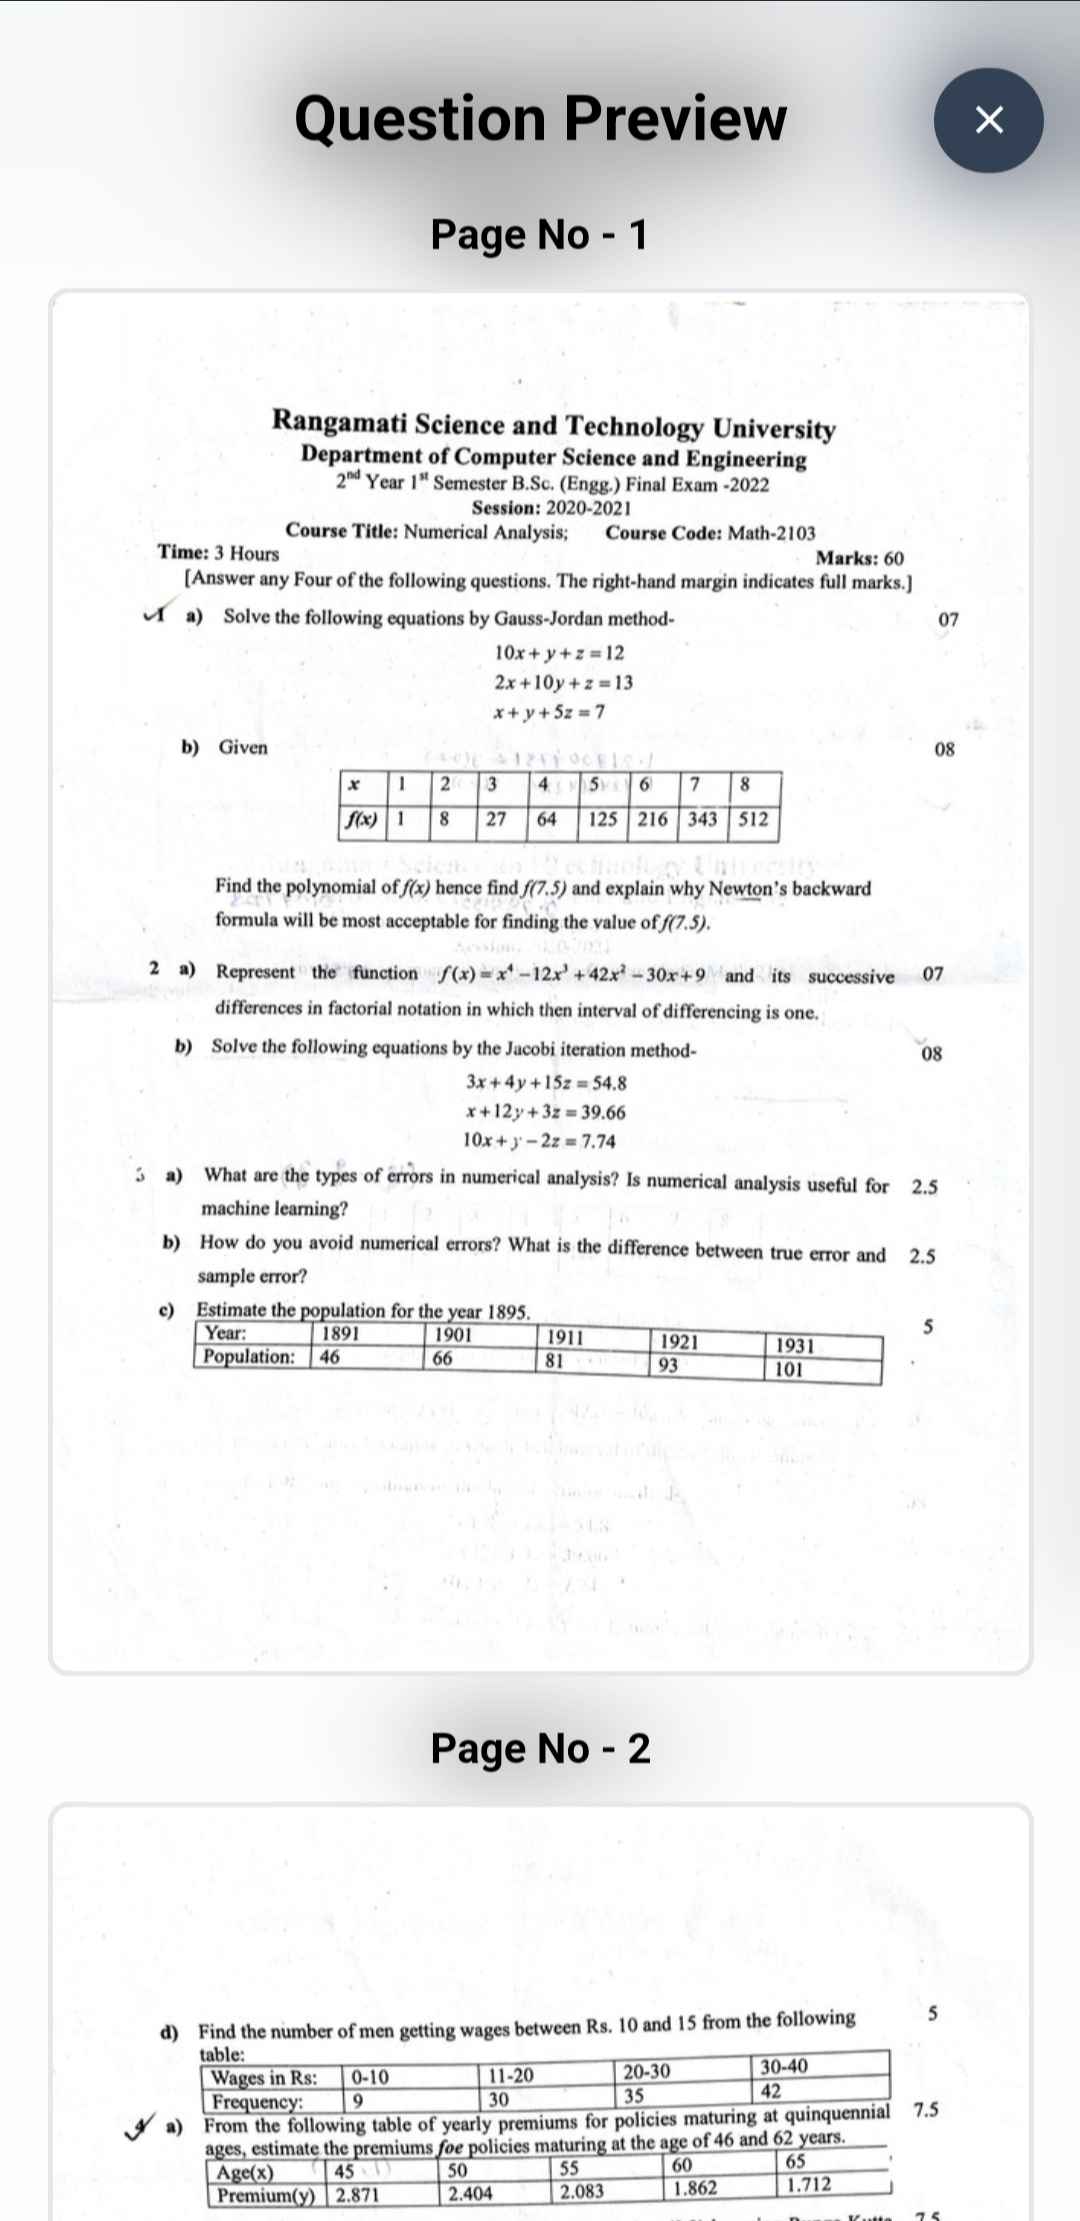 Question Preview
Page No - 1
Rangamati Science and Technology University
Department of Computer Science and Engineering
2nd Year 1st Semester B.Sc. (Engg.) Final Exam -2022
Session: 2020-2021
Course Title: Numerical Analysis; Course Code: Math-2103
Time: 3 Hours Marks: 60
[Answer any Four of the following questions. The right-hand margin indicates full marks.]
1 a) Solve the following equations by Gauss-Jordan method- 07
10x + y + z = 12
2x + 10y + z = 13
x + y + 5z = 7
b) Given 08
x 1 2 3 4 5 6 7 8
f(x) 1 8 27 64 125 216 343 512
Find the polynomial of f(x) hence find f(7.5) and explain why Newton's backward
formula will be most acceptable for finding the value of f(7.5).
2 a) Represent the function f(x) = x⁴ – 12x³ + 42x² – 30x + 9 and its successive 07
differences in factorial notation in which then interval of differencing is one.
b) Solve the following equations by the Jacobi iteration method- 08
3x + 4y + 15z = 54.8
x + 12y + 3z = 39.66
10x + y – 2z = 7.74
3 a) What are the types of errors in numerical analysis? Is numerical analysis useful for 2.5
machine learning?
b) How do you avoid numerical errors? What is the difference between true error and 2.5
sample error?
c) Estimate the population for the year 1895. 5
Year: 1891 1901 1911 1921 1931
Population: 46 66 81 93 101
Page No - 2
d) Find the number of men getting wages between Rs. 10 and 15 from the following 5
table:
Wages in Rs: 0-10 11-20 20-30 30-40
Frequency: 9 30 35 42
4 a) From the following table of yearly premiums for policies maturing at quinquennial 7.5
ages, estimate the premiums foe policies maturing at the age of 46 and 62 years.
Age(x) 45 50 55 60 65
Premium(y) 2.871 2.404 2.083 1.862 1.712